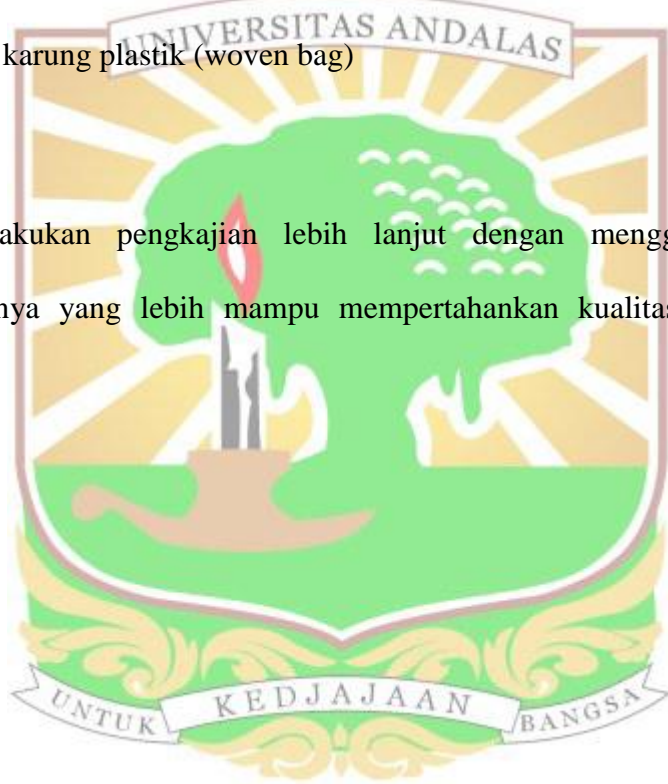 UNIVERSITAS ANDALAS
karung plastik (woven bag)
akukan pengkajian lebih lanjut dengan mengg
nya yang lebih mampu mempertahankan kualitas
UNTUK KEDJAJAAN BANGSA